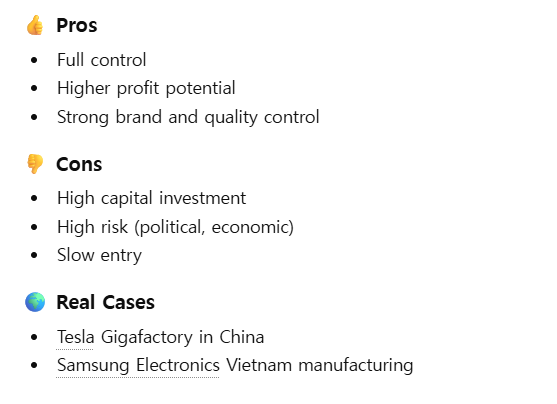 👍 Pros
• Full control
• Higher profit potential
• Strong brand and quality control
👎 Cons
• High capital investment
• High risk (political, economic)
• Slow entry
🌍 Real Cases
• Tesla Gigafactory in China
• Samsung Electronics Vietnam manufacturing